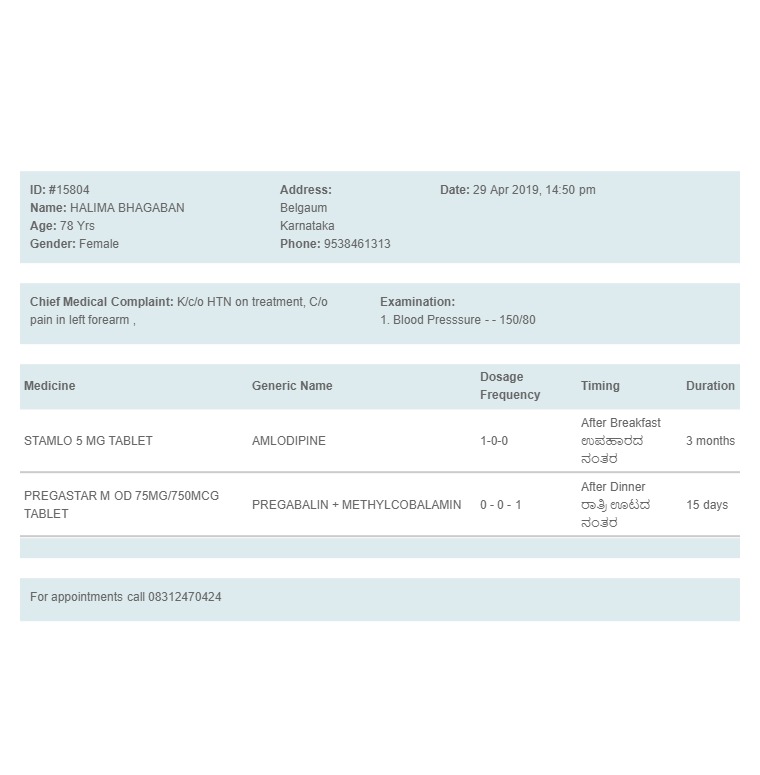 ID: #15804
Name: HALIMA BHAGABAN
Age: 78 Yrs
Gender: Female
Address:
Belgaum
Karnataka
Phone: 9538461313
Date: 29 Apr 2019, 14:50 pm
Chief Medical Complaint: K/c/o HTN on treatment, C/o
pain in left forearm ,
Examination:
1. Blood Presssure - - 150/80
Medicine Generic Name Dosage Frequency Timing Duration
STAMLO 5 MG TABLET AMLODIPINE 1-0-0 After Breakfast ಉಪಹಾರದ ನಂತರ 3 months
PREGASTAR M OD 75MG/750MCG TABLET PREGABALIN + METHYLCOBALAMIN 0 - 0 - 1 After Dinner ರಾತ್ರಿ ಊಟದ ನಂತರ 15 days
For appointments call 08312470424